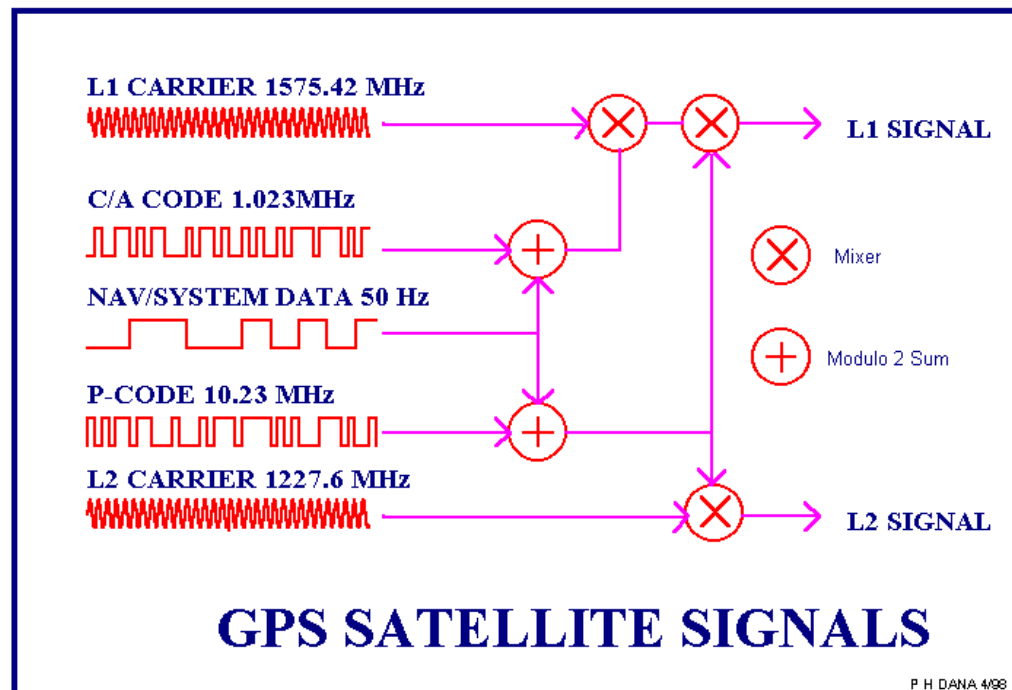 L1 CARRIER 1575.42 MHz
L1 SIGNAL
C/A CODE 1.023MHz
Mixer
NAV/SYSTEM DATA 50 Hz
Modulo 2 Sum
P-CODE 10.23 MHz
L2 CARRIER 1227.6 MHz
L2 SIGNAL
GPS SATELLITE SIGNALS
P H DANA 4/98